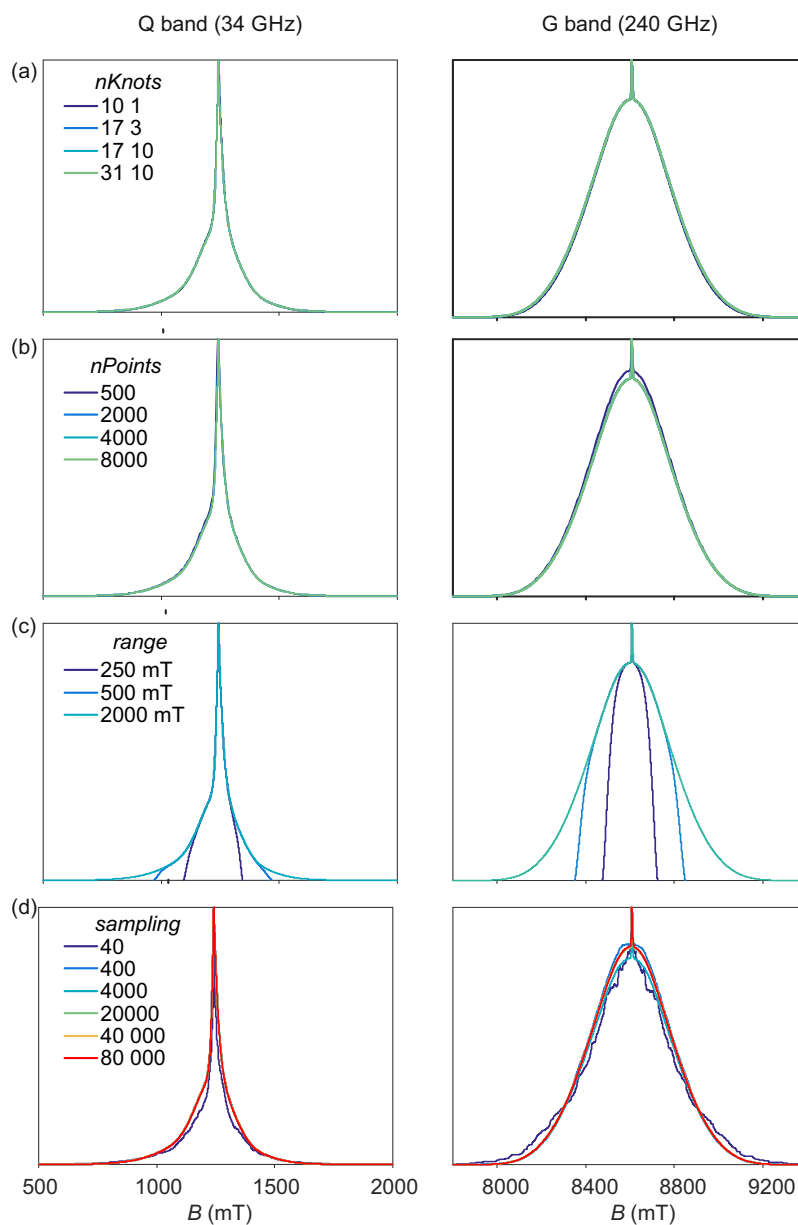 Q band (34 GHz) G band (240 GHz)
(a)
nKnots
10 1
17 3
17 10
31 10
(b)
nPoints
500
2000
4000
8000
(c)
range
250 mT
500 mT
2000 mT
(d)
sampling
40
400
4000
20000
40 000
80 000
500 1000 1500 2000 8000 8400 8800 9200
B (mT) B (mT)